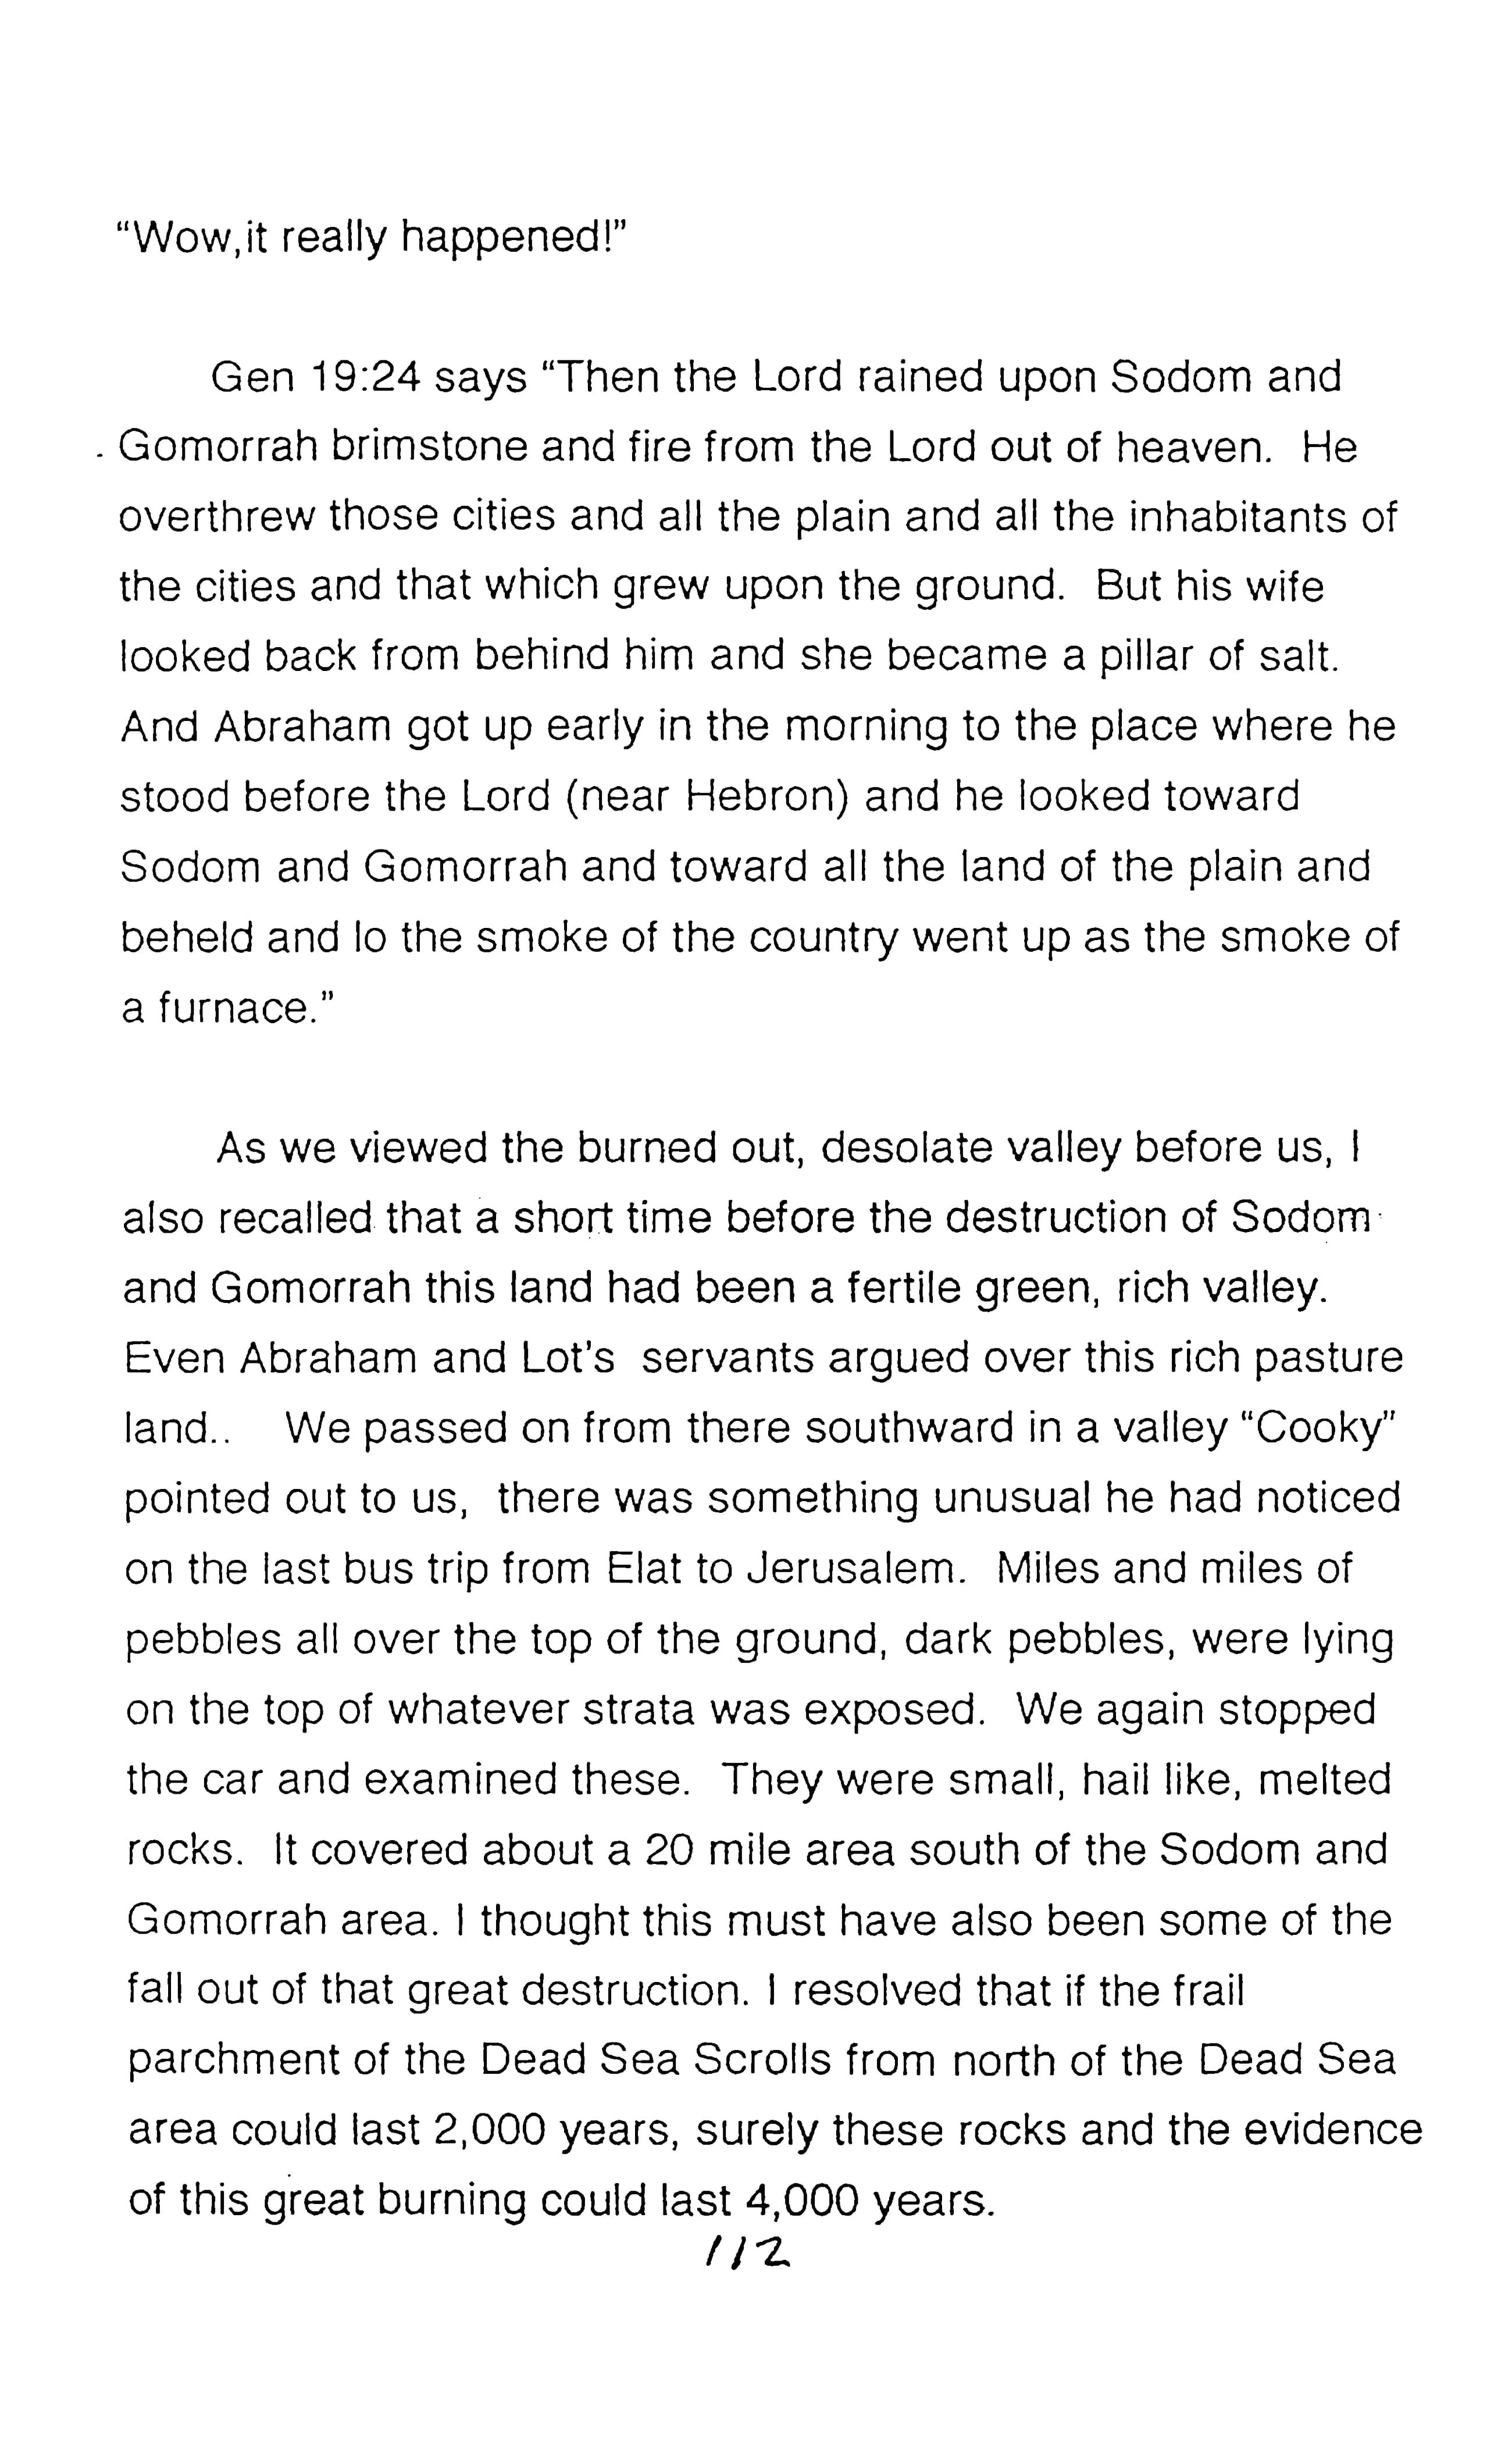 “Wow,it really happened!”
Gen 19:24 says “Then the Lord rained upon Sodom and
Gomorrah brimstone and fire from the Lord out of heaven. He
overthrew those cities and all the plain and all the inhabitants of
the cities and that which grew upon the ground. But his wife
looked back from behind him and she became a pillar of salt.
And Abraham got up early in the morning to the place where he
stood before the Lord (near Hebron) and he looked toward
Sodom and Gomorrah and toward all the land of the plain and
beheld and lo the smoke of the country went up as the smoke of
a furnace.”
As we viewed the burned out, desolate valley before us, I
also recalled that a short time before the destruction of Sodom
and Gomorrah this land had been a fertile green, rich valley.
Even Abraham and Lot’s servants argued over this rich pasture
land.. We passed on from there southward in a valley “Cooky”
pointed out to us, there was something unusual he had noticed
on the last bus trip from Elat to Jerusalem. Miles and miles of
pebbles all over the top of the ground, dark pebbles, were lying
on the top of whatever strata was exposed. We again stopped
the car and examined these. They were small, hail like, melted
rocks. It covered about a 20 mile area south of the Sodom and
Gomorrah area. I thought this must have also been some of the
fall out of that great destruction. I resolved that if the frail
parchment of the Dead Sea Scrolls from north of the Dead Sea
area could last 2,000 years, surely these rocks and the evidence
of this great burning could last 4,000 years.
112